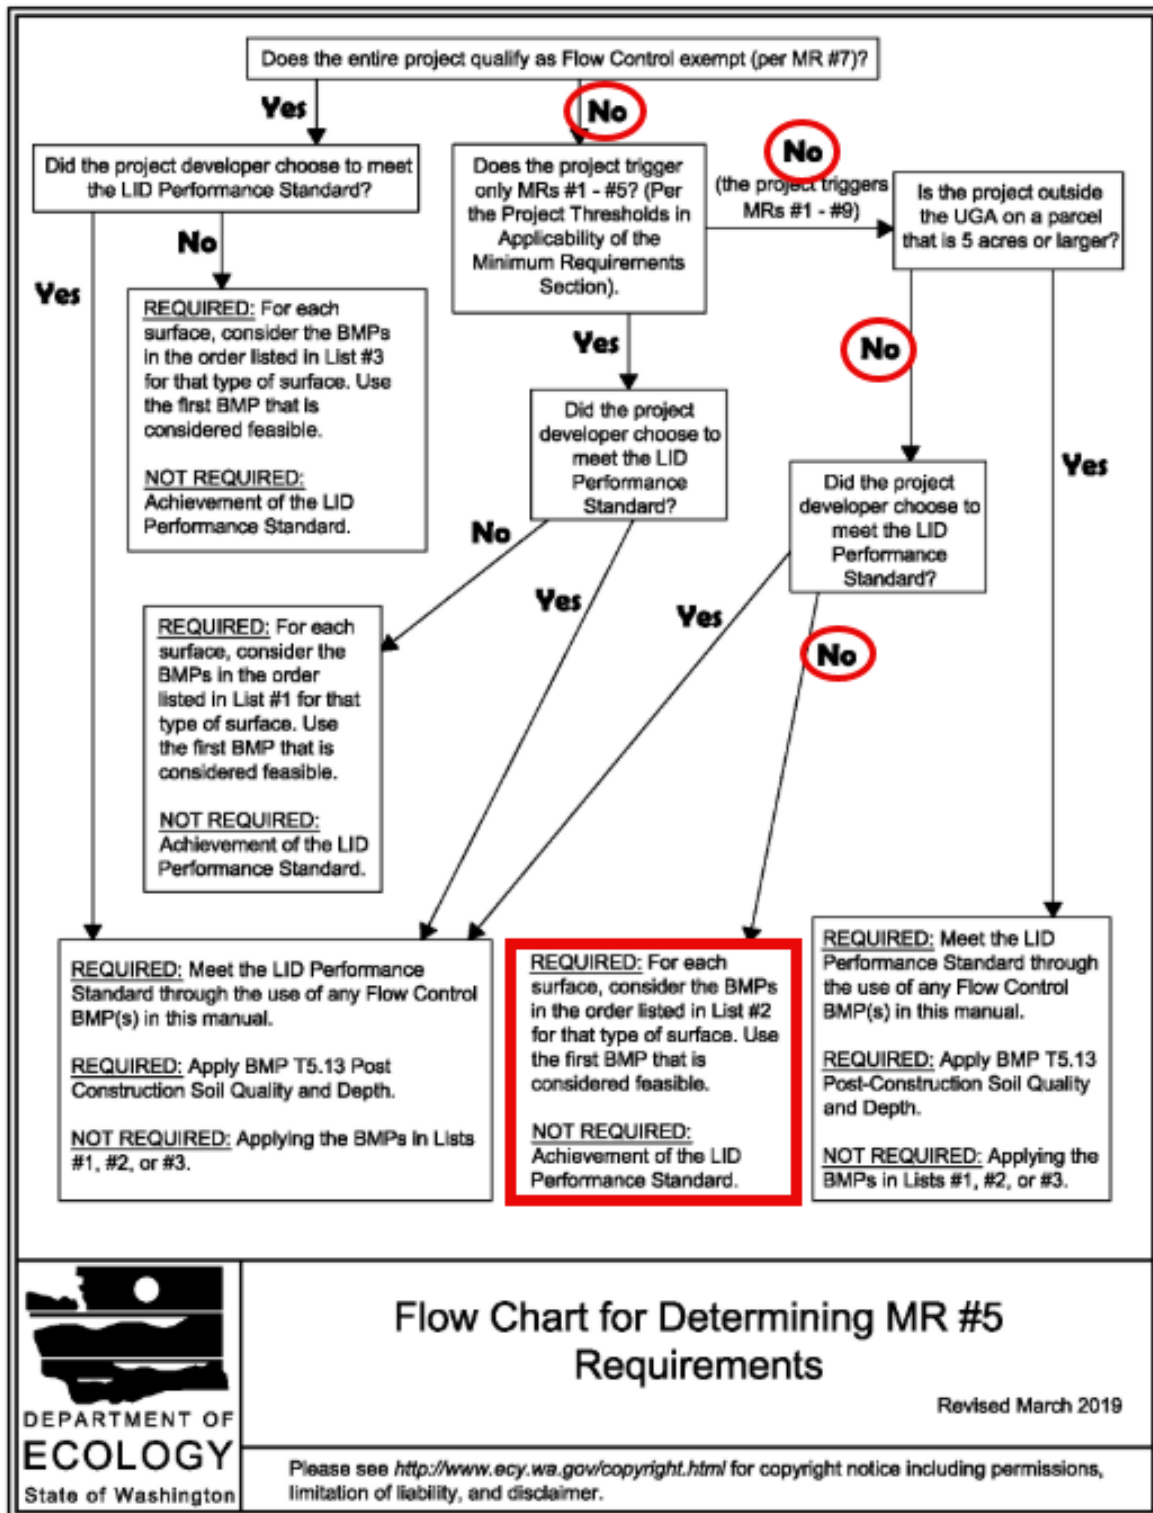 Does the entire project qualify as Flow Control exempt (per MR #7)?
Yes
No
Did the project developer choose to meet
the LID Performance Standard?
Does the project trigger
only MRs #1 - #5? (Per
the Project Thresholds in
Applicability of the
Minimum Requirements
Section).
No
(the project triggers
MRs #1 - #9)
Is the project outside
the UGA on a parcel
that is 5 acres or larger?
No
Yes
REQUIRED: For each
surface, consider the BMPs
in the order listed in List #3
for that type of surface. Use
the first BMP that is
considered feasible.
NOT REQUIRED:
Achievement of the LID
Performance Standard.
Yes
No
Yes
Did the project
developer choose to
meet the LID
Performance
Standard?
Did the project
developer choose to
meet the LID
Performance
Standard?
No
Yes
Yes
No
REQUIRED: For each
surface, consider the
BMPs in the order
listed in List #1 for that
type of surface. Use
the first BMP that is
considered feasible.
NOT REQUIRED:
Achievement of the LID
Performance Standard.
REQUIRED: Meet the LID Performance
Standard through the use of any Flow Control
BMP(s) in this manual.
REQUIRED: Apply BMP T5.13 Post
Construction Soil Quality and Depth.
NOT REQUIRED: Applying the BMPs in Lists
#1, #2, or #3.
REQUIRED: For each
surface, consider the BMPs
in the order listed in List #2
for that type of surface. Use
the first BMP that is
considered feasible.
NOT REQUIRED:
Achievement of the LID
Performance Standard.
REQUIRED: Meet the LID
Performance Standard through
the use of any Flow Control
BMP(s) in this manual.
REQUIRED: Apply BMP T5.13
Post-Construction Soil Quality
and Depth.
NOT REQUIRED: Applying the
BMPs in Lists #1, #2, or #3.
DEPARTMENT OF
ECOLOGY
State of Washington
Flow Chart for Determining MR #5
Requirements
Revised March 2019
Please see http://www.ecy.wa.gov/copyright.html for copyright notice including permissions,
limitation of liability, and disclaimer.